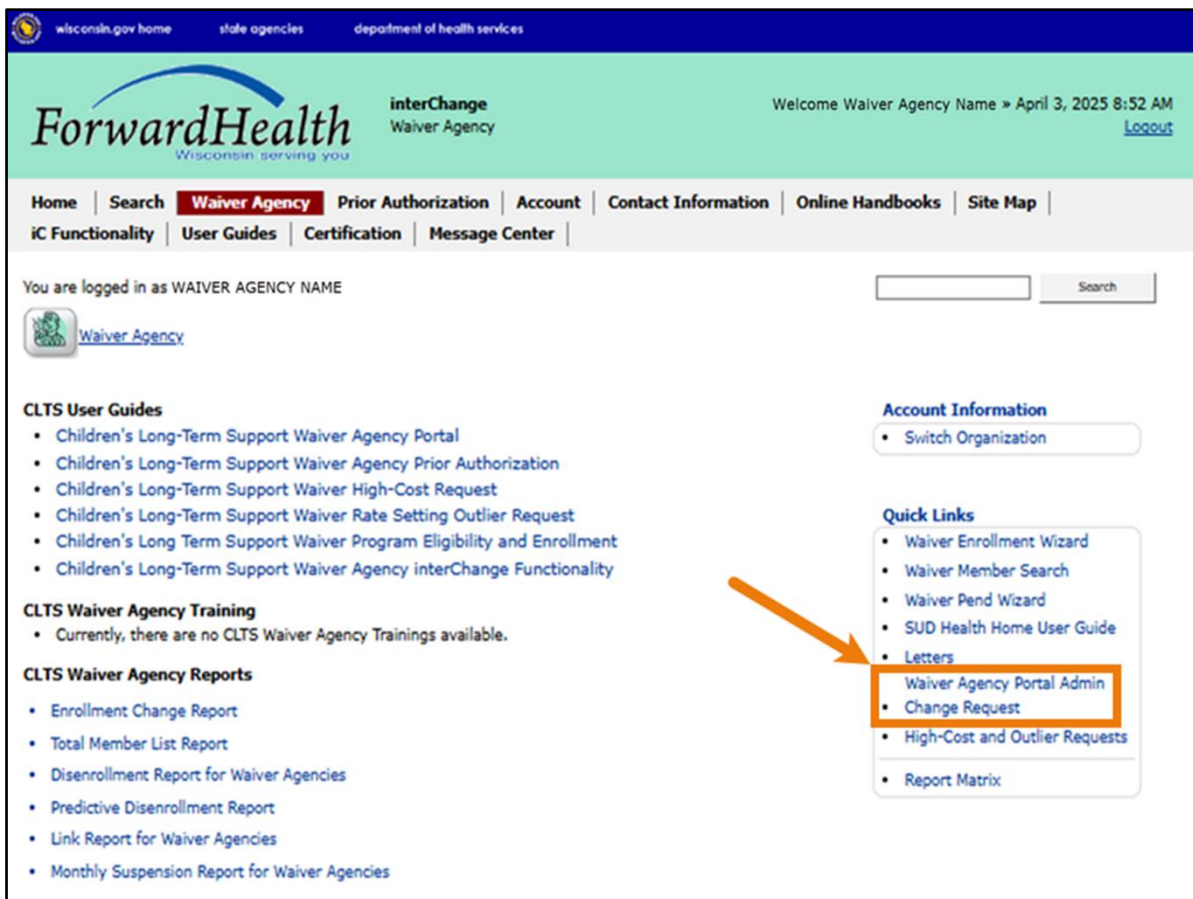 wisconsin.gov home state agencies department of health services
ForwardHealth
Wisconsin serving you
interChange
Waiver Agency
Welcome Waiver Agency Name » April 3, 2025 8:52 AM
Logout
Home Search Waiver Agency Prior Authorization Account Contact Information Online Handbooks Site Map
iC Functionality User Guides Certification Message Center
You are logged in as WAIVER AGENCY NAME
Search
Waiver Agency
CLTS User Guides
• Children's Long-Term Support Waiver Agency Portal
• Children's Long-Term Support Waiver Agency Prior Authorization
• Children's Long-Term Support Waiver High-Cost Request
• Children's Long-Term Support Waiver Rate Setting Outlier Request
• Children's Long Term Support Waiver Program Eligibility and Enrollment
• Children's Long-Term Support Waiver Agency interChange Functionality
CLTS Waiver Agency Training
• Currently, there are no CLTS Waiver Agency Trainings available.
CLTS Waiver Agency Reports
• Enrollment Change Report
• Total Member List Report
• Disenrollment Report for Waiver Agencies
• Predictive Disenrollment Report
• Link Report for Waiver Agencies
• Monthly Suspension Report for Waiver Agencies
Account Information
• Switch Organization
Quick Links
• Waiver Enrollment Wizard
• Waiver Member Search
• Waiver Pend Wizard
• SUD Health Home User Guide
• Letters
Waiver Agency Portal Admin
• Change Request
• High-Cost and Outlier Requests
• Report Matrix